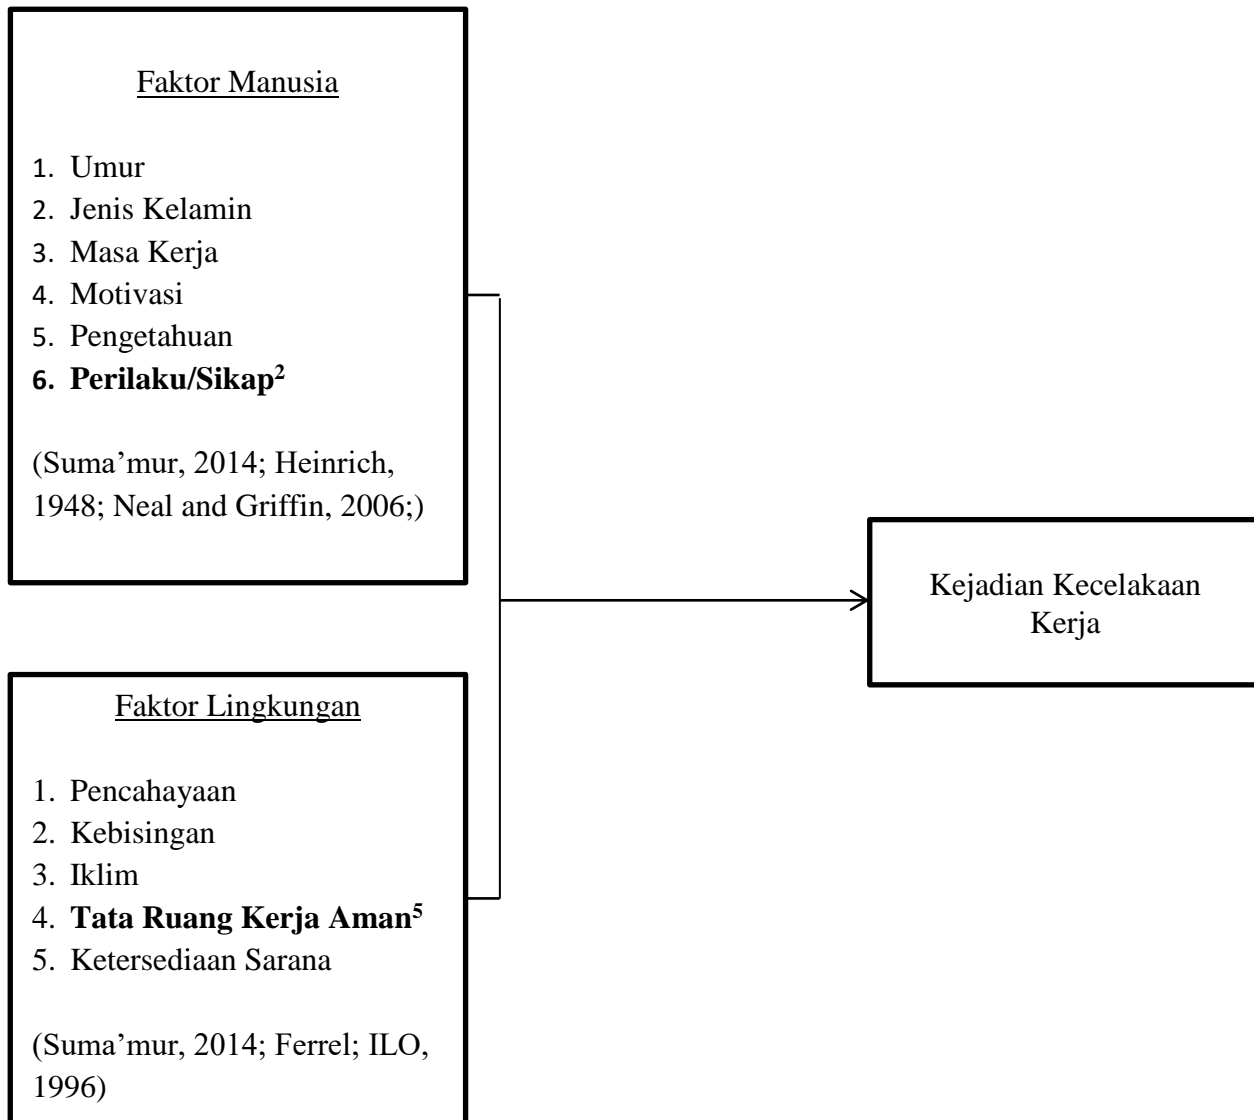 Faktor Manusia
1. Umur
2. Jenis Kelamin
3. Masa Kerja
4. Motivasi
5. Pengetahuan
6. Perilaku/Sikap²
(Suma’mur, 2014; Heinrich,
1948; Neal and Griffin, 2006;)
Kejadian Kecelakaan
Kerja
Faktor Lingkungan
1. Pencahayaan
2. Kebisingan
3. Iklim
4. Tata Ruang Kerja Aman⁵
5. Ketersediaan Sarana
(Suma’mur, 2014; Ferrel; ILO,
1996)